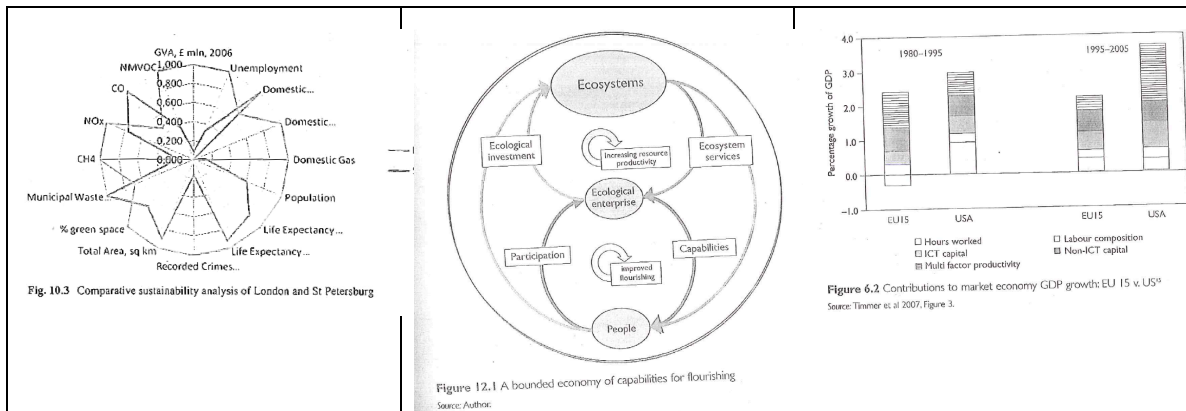 GVA, £ mln, 2006
NMVOC
Unemployment
1,000
0,800
0,600
0,400
0,200
0,000
CO
Domestic...
NOx
Domestic...
CH4
Domestic Gas
Municipal Waste...
Population
% green space
Life Expectancy...
Total Area, sq km
Life Expectancy...
Recorded Crimes...
Fig. 10.3 Comparative sustainability analysis of London and St Petersburg
Ecosystems
Ecological
investment
Increasing resource
productivity
Ecosystem
services
Ecological
enterprise
Participation
Capabilities
improved
flourishing
People
Figure 12.1 A bounded economy of capabilities for flourishing
Source: Author.
Percentage growth of GDP
4.0
3.0
2.0
1.0
0.0
–1.0
1980–1995
1995–2005
EU15
USA
EU15
USA
Hours worked
Labour composition
ICT capital
Non-ICT capital
Multi factor productivity
Figure 6.2 Contributions to market economy GDP growth: EU 15 v. US
Source: Timmer et al 2007, Figure 3.